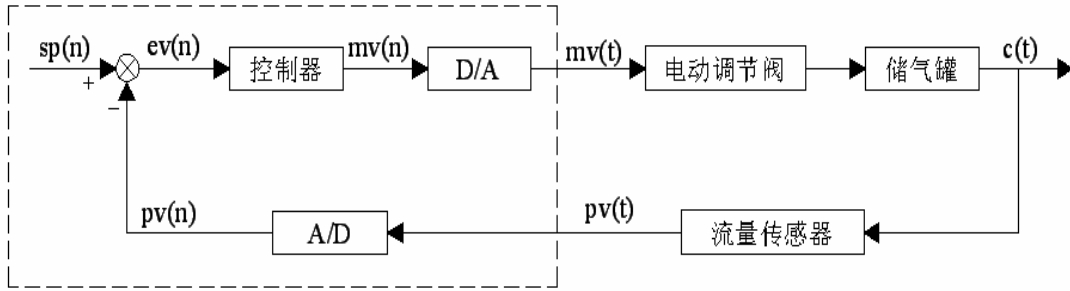 sp(n)
ev(n)
mv(n)
mv(t)
c(t)
+
控制器
D/A
电动调节阀
储气罐
−
pv(n)
A/D
pv(t)
流量传感器